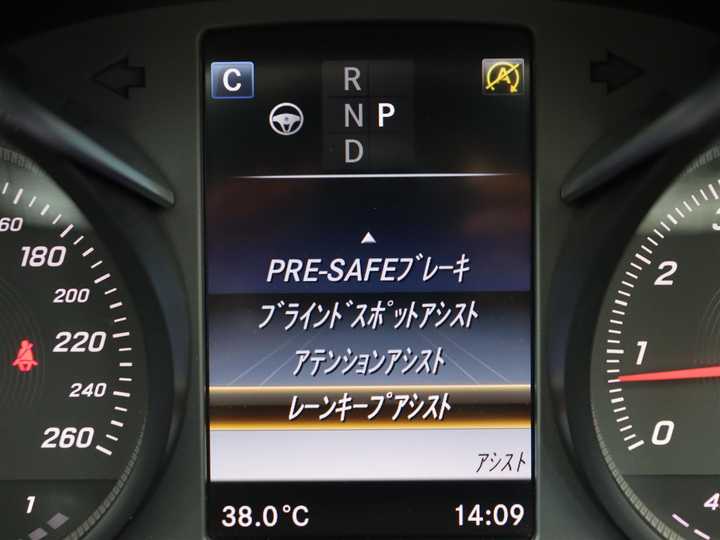 C
R
N P
D
A
PRE-SAFEブレーキ
ブラインドスポットアシスト
アテンションアシスト
レーンキープアシスト
アシスト
38.0°C
14:09
180
200
220
240
260
1
2
1
0
4